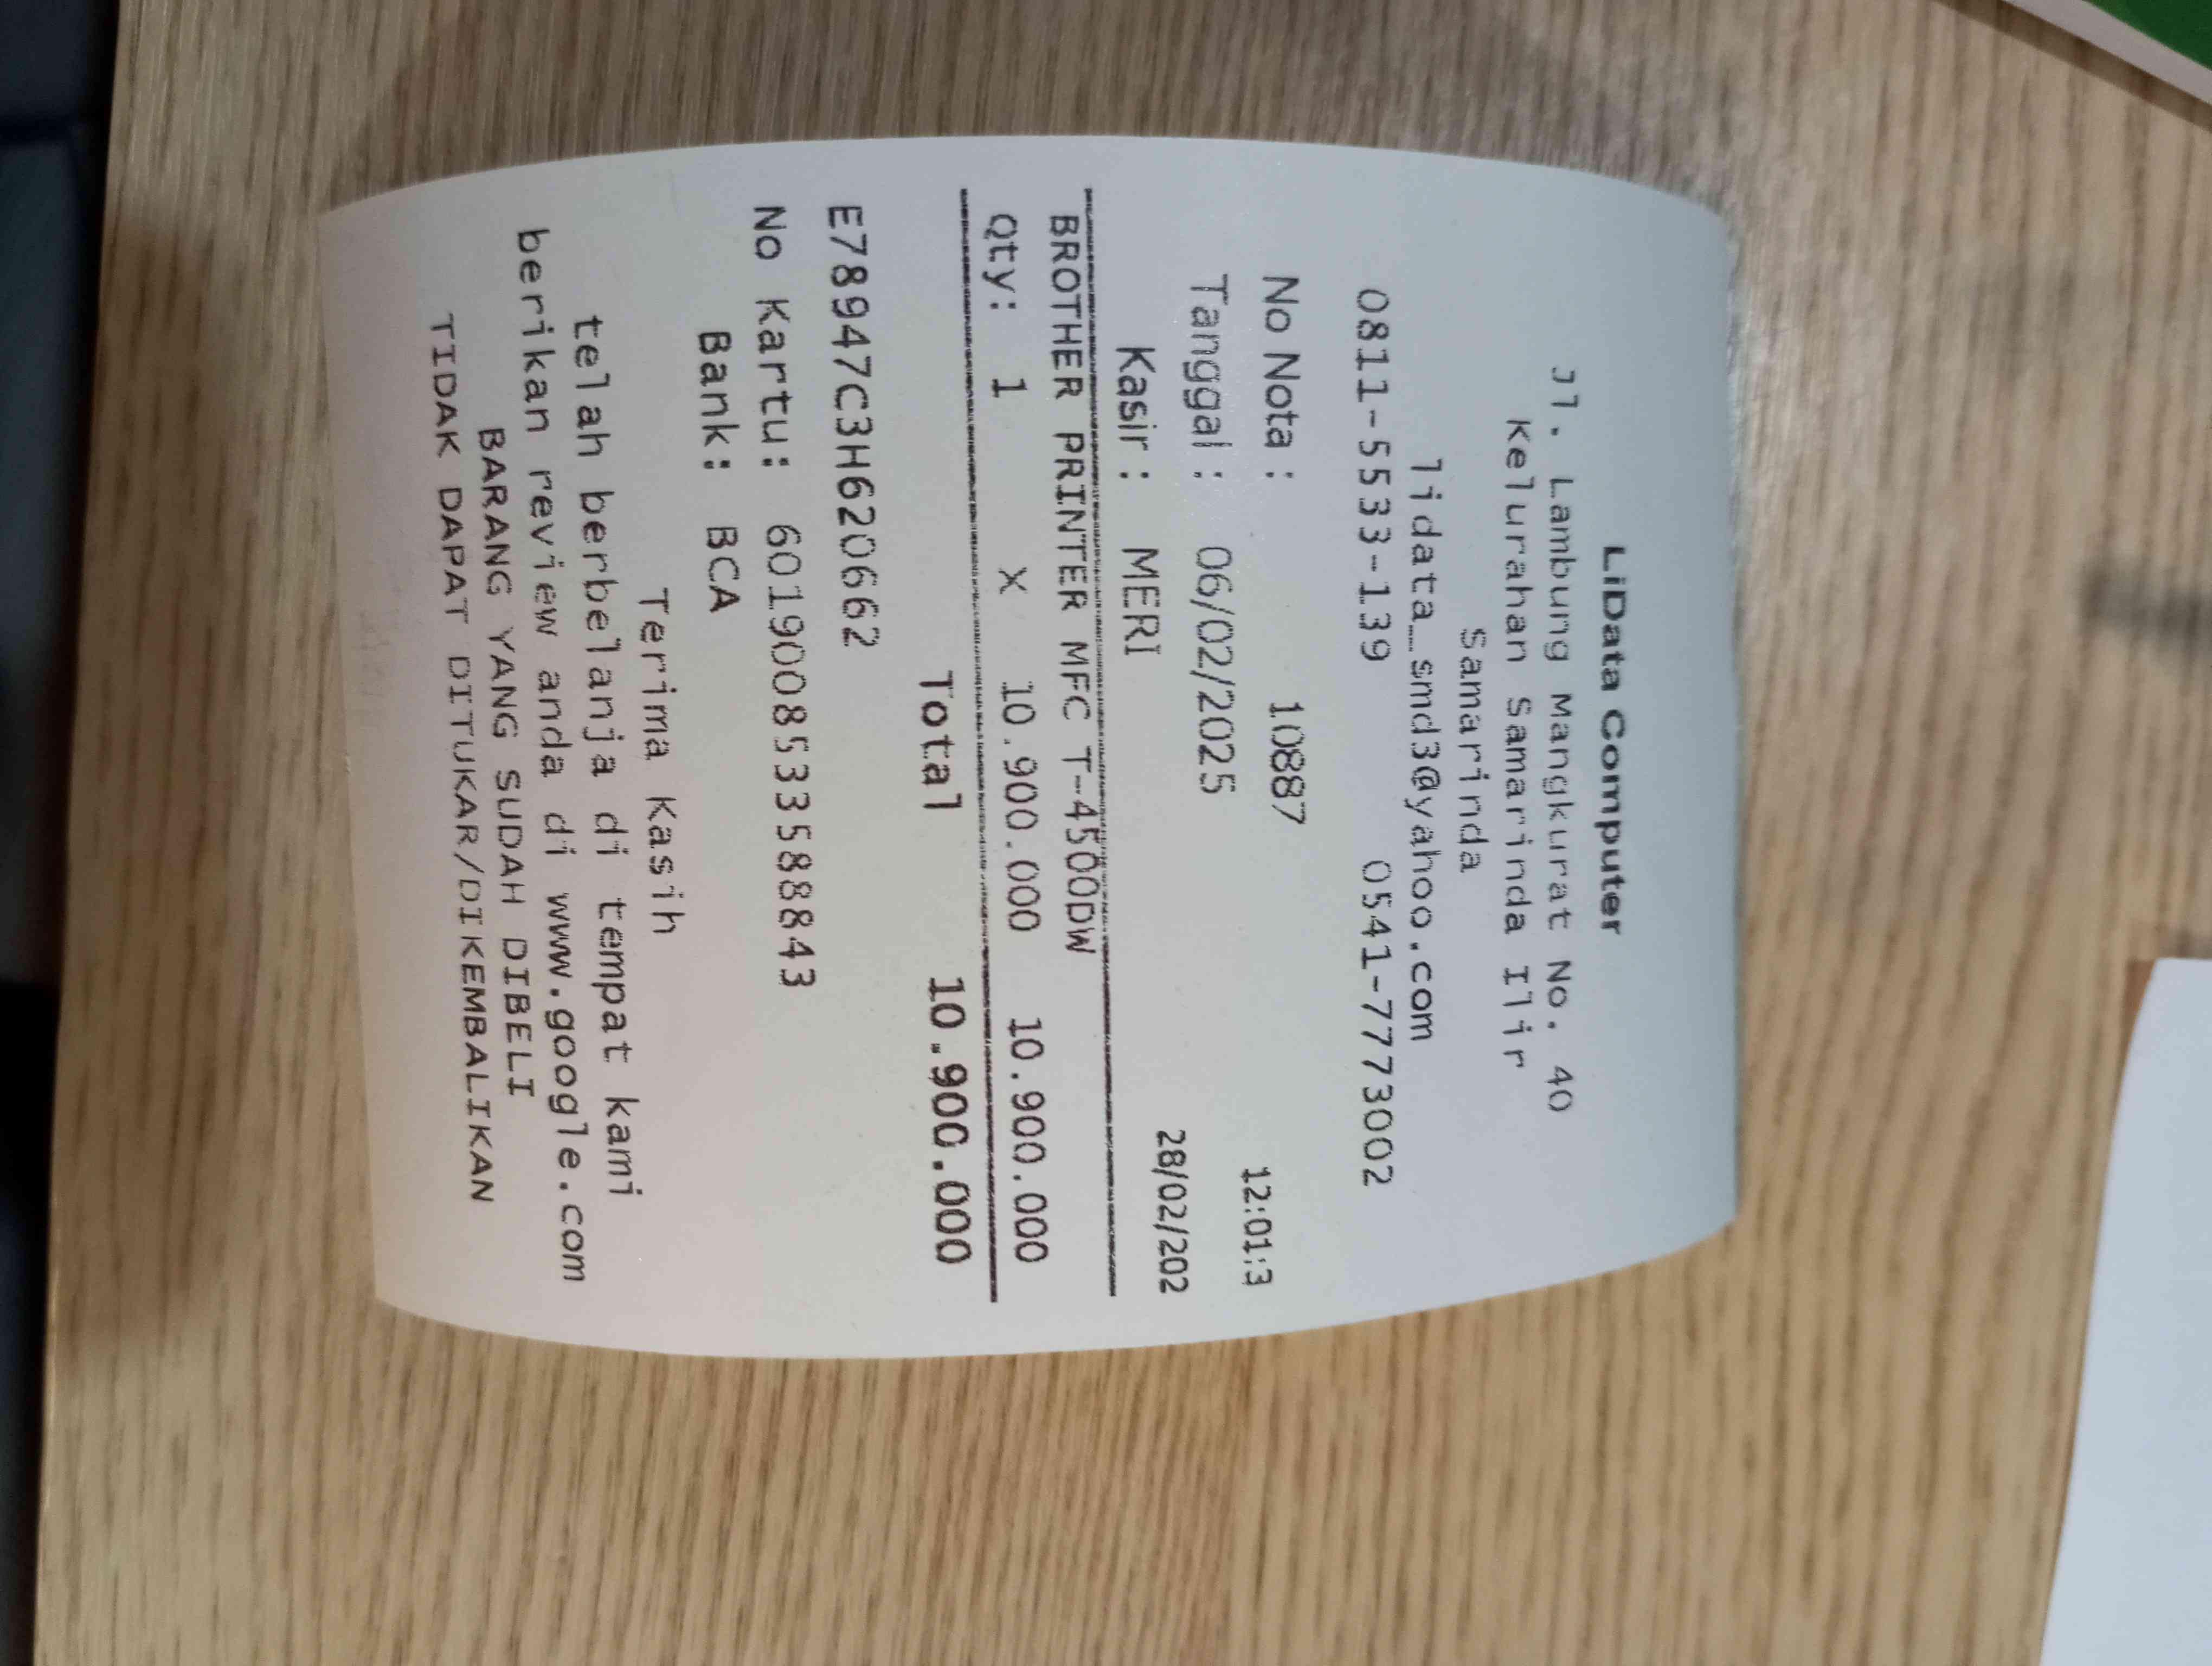 LiData Computer
Jl. Lambung Mangkurat No. 40
Kelurahan Samarinda Ilir
Samarinda
lidata_smd3@yahoo.com
0811-5533-139 0541-7773002
No Nota : 10887
12:01:3
Tanggal : 06/02/2025
Kasir : MERI
28/02/202
BROTHER PRINTER MFC T-4500DW
Qty: 1 X 10.900.000 10.900.000
Total 10.900.000
E78947C3H620662
No Kartu: 6019008533588843
Bank: BCA
Terima Kasih
telah berbelanja di tempat kami
berikan review anda di www.google.com
BARANG YANG SUDAH DIBELI
TIDAK DAPAT DITUKAR/DIKEMBALIKAN